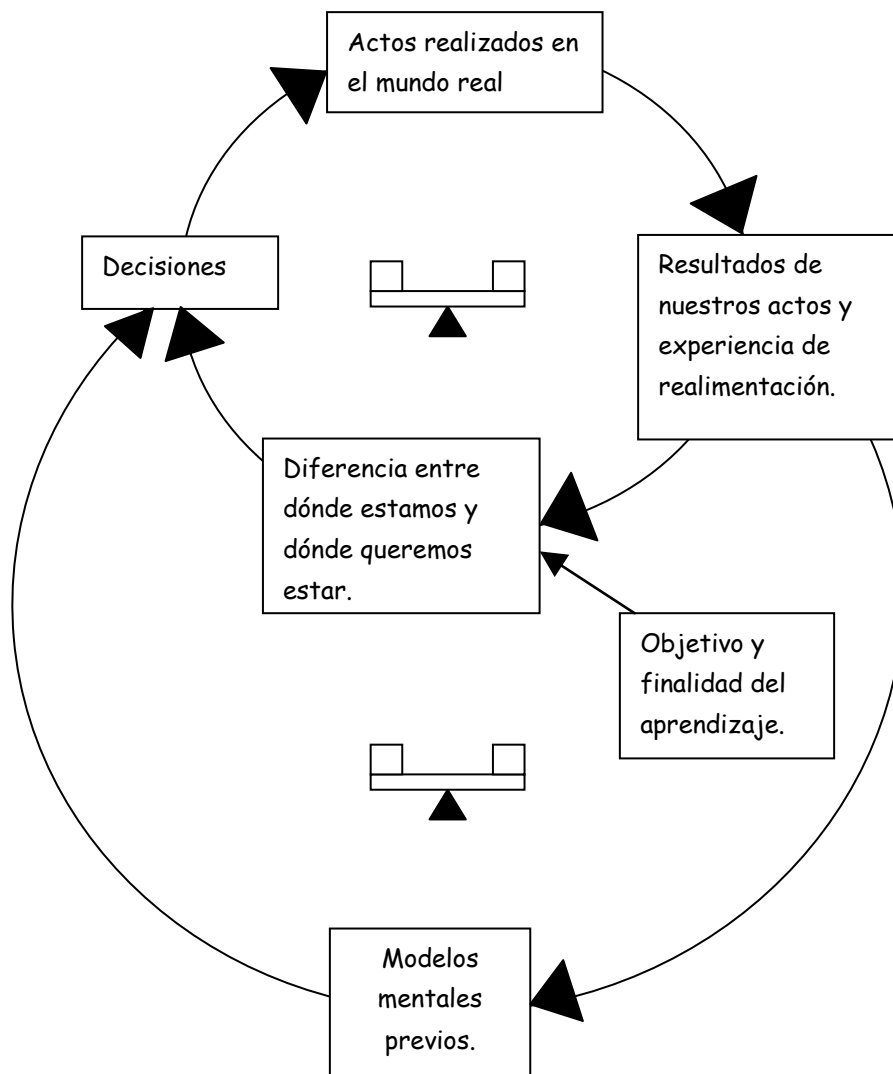 Actos realizados en
el mundo real
Decisiones
Resultados de
nuestros actos y
experiencia de
realimentación.
Diferencia entre
dónde estamos y
dónde queremos
estar.
Objetivo y
finalidad del
aprendizaje.
Modelos
mentales
previos.